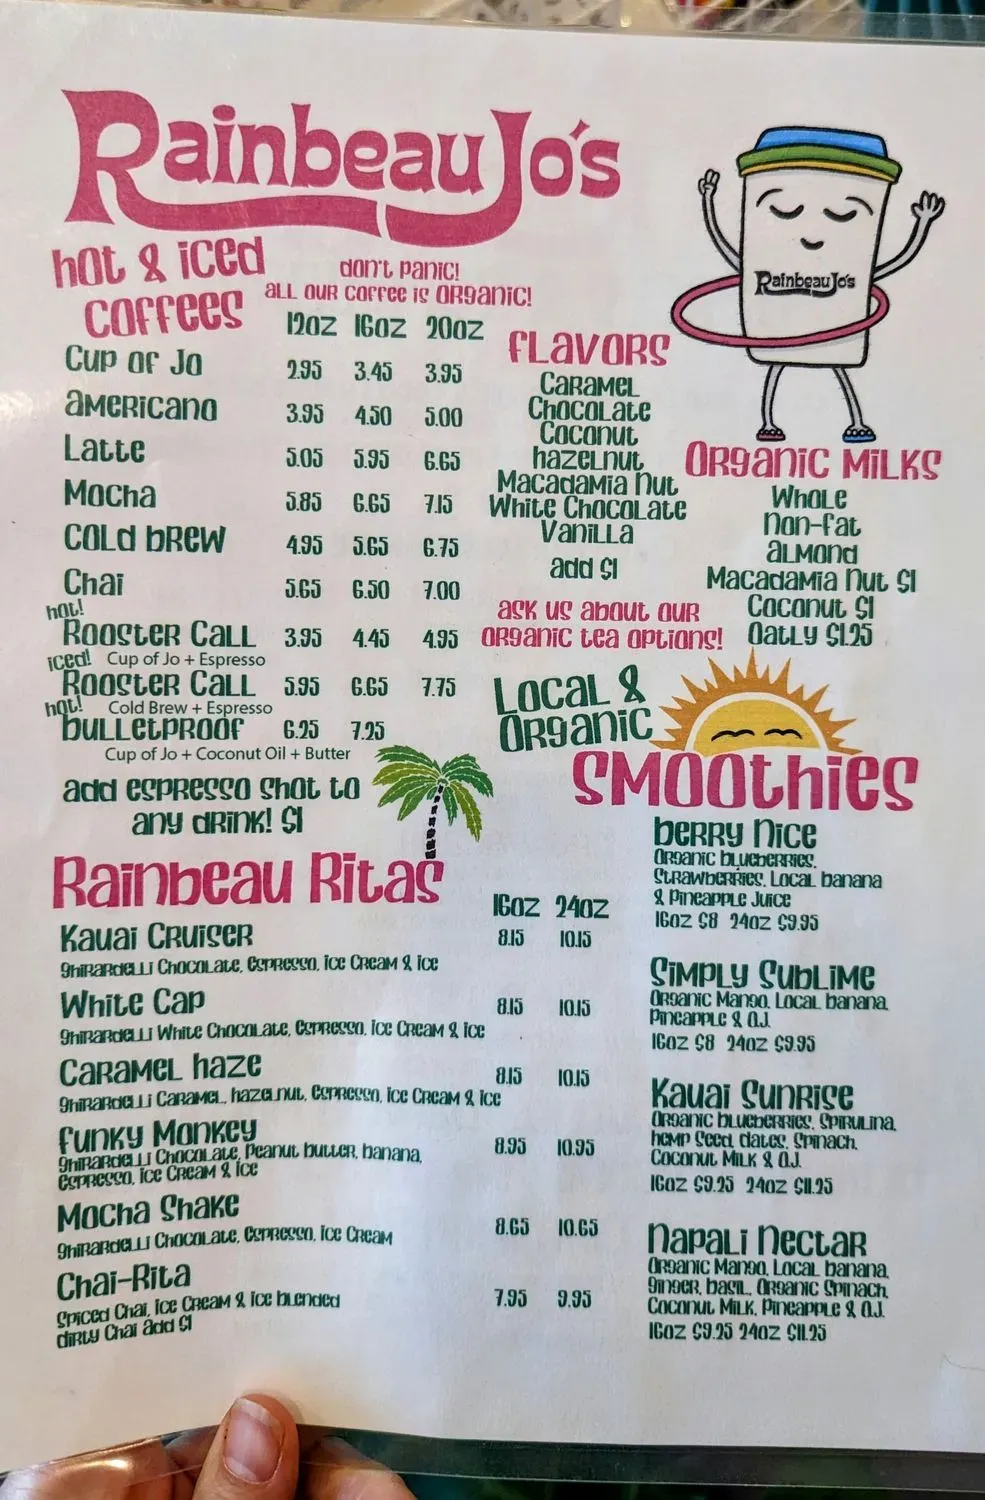 Rainbeau Jo's
Hot & Iced
Coffees
Don't Panic!
All our coffee is organic!
12oz 16oz 20oz
Cup of Jo 2.95 3.45 3.95
Americano 3.95 4.50 5.00
Latte 5.05 5.95 6.65
Mocha 5.85 6.65 7.15
Cold Brew 4.95 5.65 6.75
Chai 5.65 6.50 7.00
hot!
Rooster Call 3.95 4.45 4.95
Cup of Jo + Espresso
iced!
Rooster Call 5.95 6.65 7.75
Cold Brew + Espresso
hot!
Bulletproof 6.25 7.25
Cup of Jo + Coconut Oil + Butter
add espresso shot to
any drink! $1
Flavors
Caramel
Chocolate
Coconut
Hazelnut
Macadamia Nut
White Chocolate
Vanilla
add $1
Ask us about our
organic tea options!
Rainbeau Jo's
Organic Milks
Whole
Non-Fat
Almond
Macadamia Nut $1
Coconut $1
Oatly $1.25
Rainbeau Ritas
16oz 24oz
Kauai Cruiser 8.15 10.15
Ghirardelli Chocolate, Espresso, Ice Cream & Ice
White Cap 8.15 10.15
Ghirardelli White Chocolate, Espresso, Ice Cream & Ice
Caramel Haze 8.15 10.15
Ghirardelli Caramel, Hazelnut, Espresso, Ice Cream & Ice
Funky Monkey 8.95 10.95
Ghirardelli Chocolate, Peanut Butter, Banana,
Espresso, Ice Cream & Ice
Mocha Shake 8.65 10.65
Ghirardelli Chocolate, Espresso, Ice Cream
Chai-Rita 7.95 9.95
Spiced Chai, Ice Cream & Ice blended
Dirty Chai add $1
Local &
Organic
Smoothies
Berry Nice
Organic Blueberries,
Strawberries, Local Banana
& Pineapple Juice
16oz $8 24oz $9.95
Simply Sublime
Organic Mango, Local Banana,
Pineapple & O.J.
16oz $8 24oz $9.95
Kauai Sunrise
Organic Blueberries, Spirulina,
Hemp Seed, Dates, Spinach,
Coconut Milk & O.J.
16oz $9.25 24oz $11.25
Napali Nectar
Organic Mango, Local Banana,
Ginger, Basil, Organic Spinach,
Coconut Milk, Pineapple & O.J.
16oz $9.25 24oz $11.25